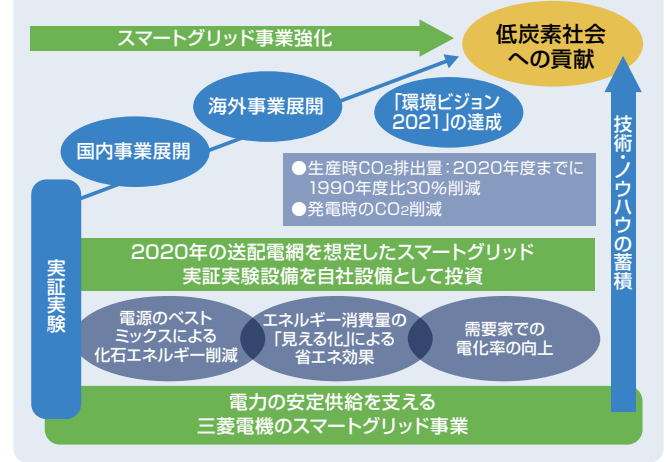 スマートグリッド事業強化
低炭素社会
への貢献
海外事業展開
「環境ビジョン
2021」の達成
国内事業展開
●生産時CO₂排出量：2020年度までに
1990年度比30％削減
●発電時のCO₂削減
技術・ノウハウの蓄積
実証実験
2020年の送配電網を想定したスマートグリッド
実証実験設備を自社設備として投資
電源のベスト
ミックスによる
化石エネルギー削減
エネルギー消費量の
「見える化」による
省エネ効果
需要家での
電化率の向上
電力の安定供給を支える
三菱電機のスマートグリッド事業